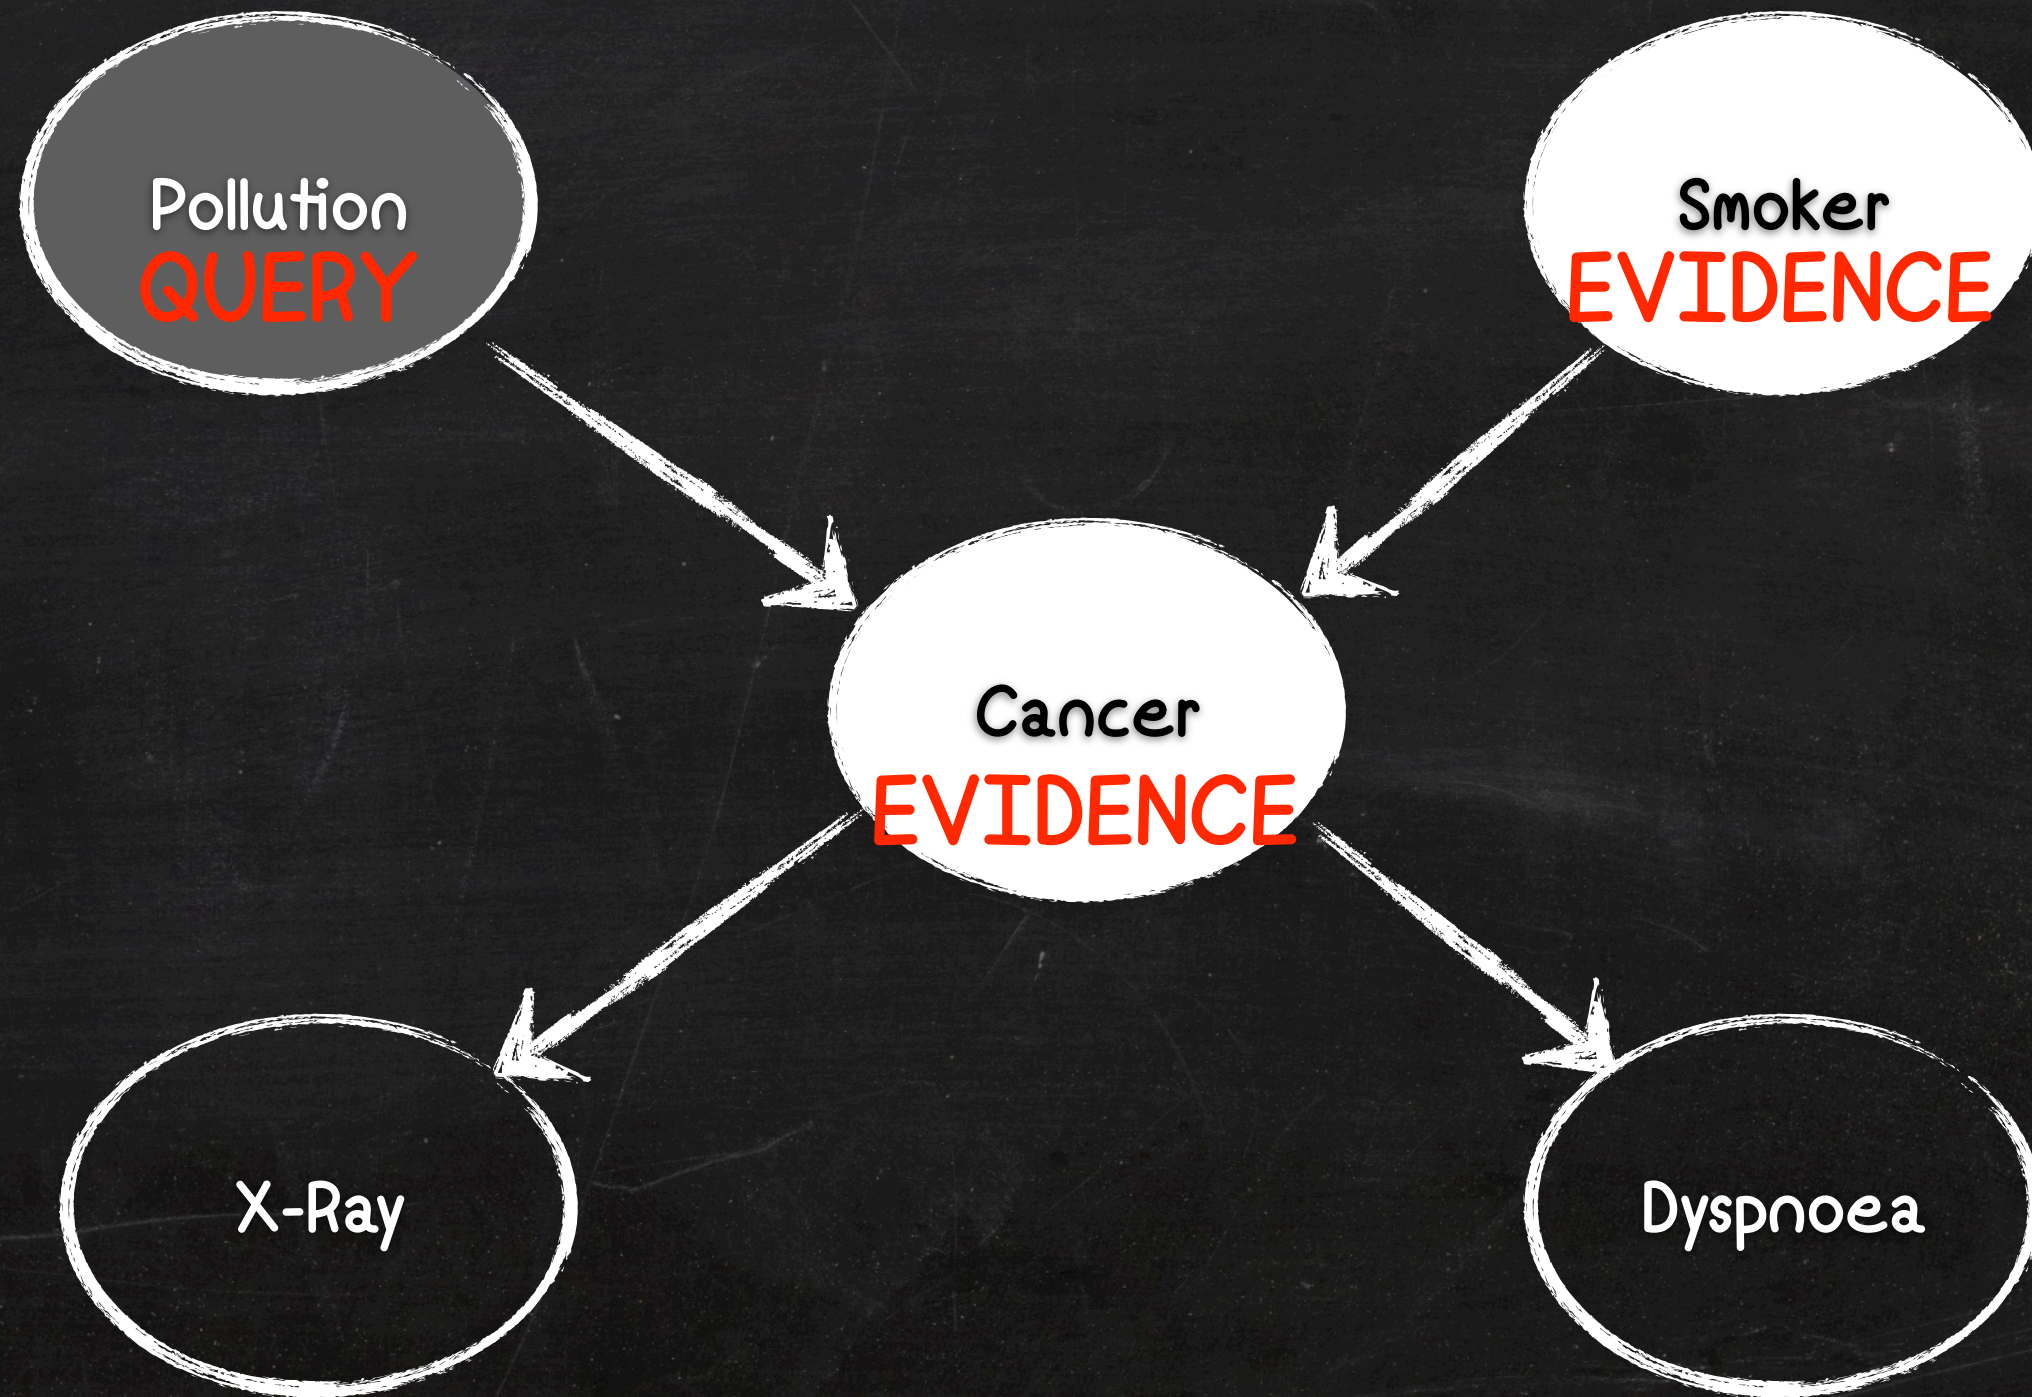 Pollution
QUERY
Smoker
EVIDENCE
Cancer
EVIDENCE
X-Ray
Dyspnoea